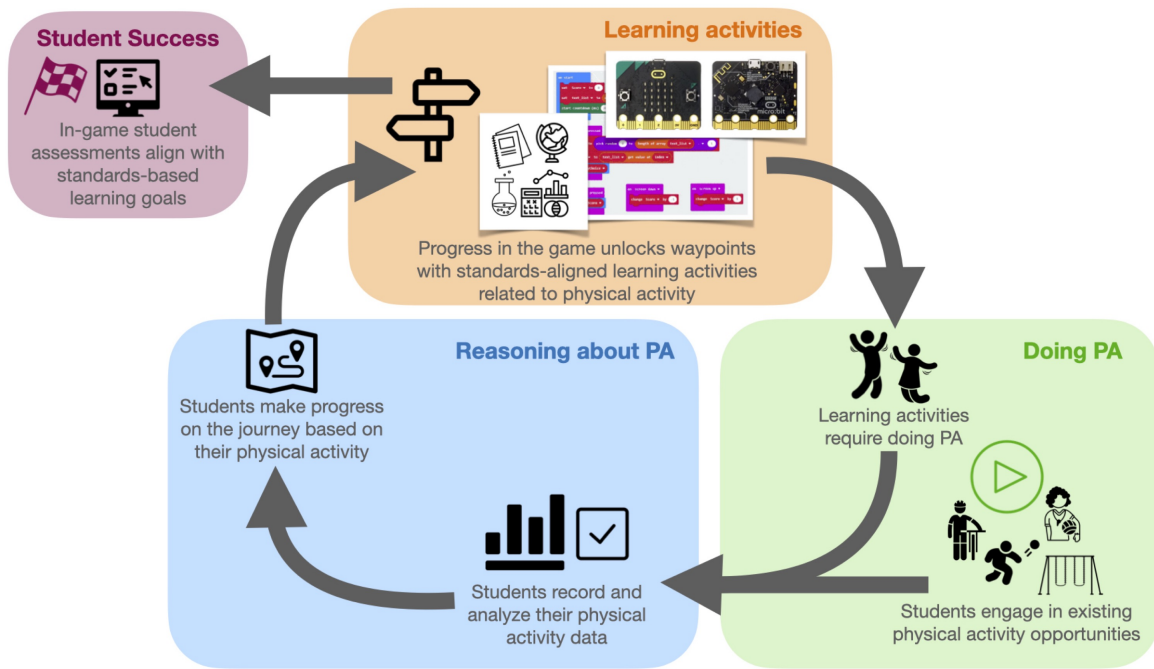 Student Success
In-game student
assessments align with
standards-based
learning goals
Learning activities
micro:bit
Progress in the game unlocks waypoints
with standards-aligned learning activities
related to physical activity
Reasoning about PA
Students make progress
on the journey based on
their physical activity
Students record and
analyze their physical
activity data
Doing PA
Learning activities
require doing PA
Students engage in existing
physical activity opportunities